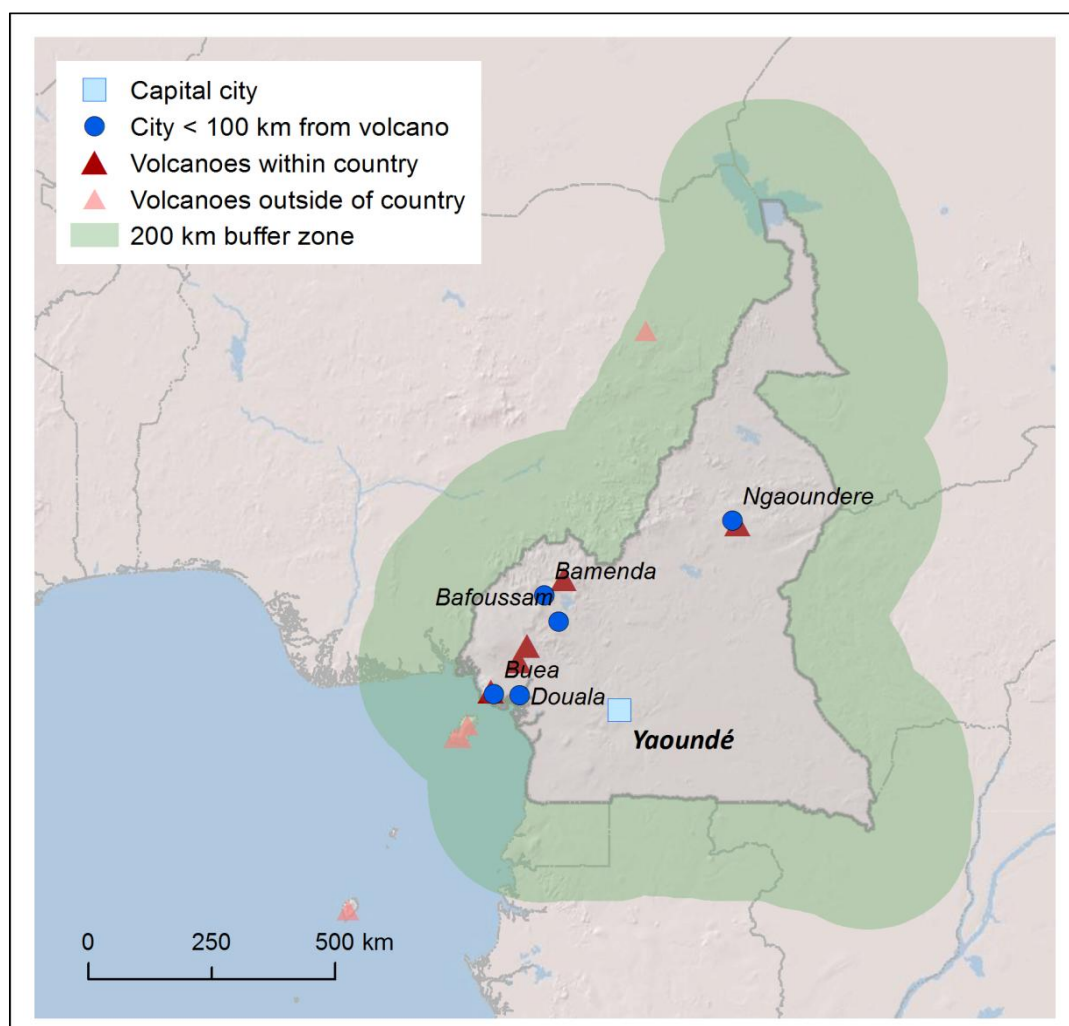 Capital city
City < 100 km from volcano
Volcanoes within country
Volcanoes outside of country
200 km buffer zone
Ngaoundere
Bamenda
Bafoussam
Buea
Douala
Yaoundé
0 250 500 km